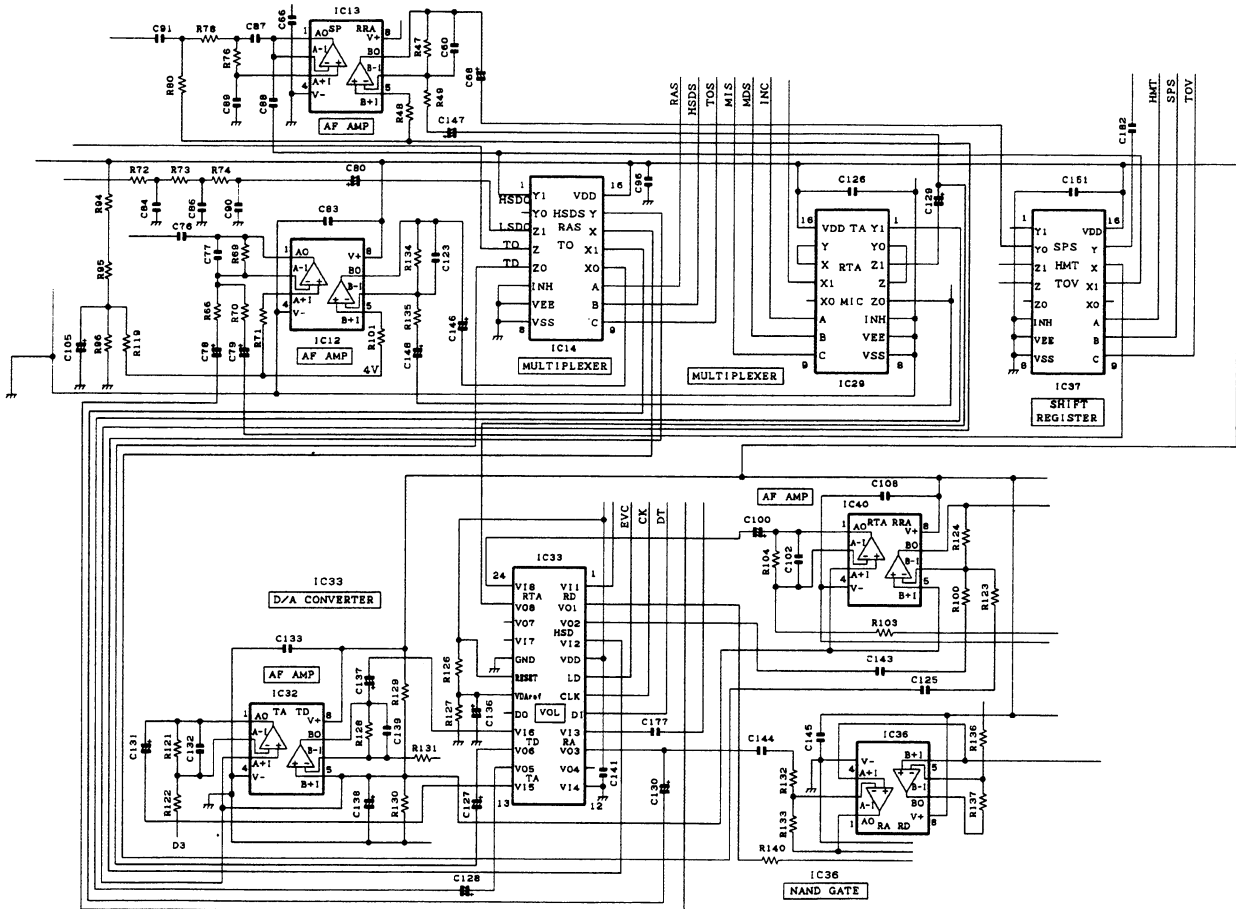 IC13
C91
R78
C87
C66
1
AO
SP
RRA
V+
8
A-I
BO
B-I
A+I
4
V-
B+I
5
R76
R80
C89
C88
R47
C60
C68
R48
R49
C147
AF AMP
RAS
HSDS
TOS
MIS
MDS
INC
C182
HMT
SPS
TOV
R72
R73
R74
C80
R94
C84
C86
C90
C76
C77
R69
C83
1
AO
V+
8
A-I
BO
B-I
A+I
4
V-
B+I
5
R134
C123
R95
R66
R70
R71
R101
R135
C146
C148
C105
R96
R119
C78
C79
IC12
AF AMP
4V
1
Y1
VDD
16
HSDO
Y0
HSDS
Y
LSDO
Z1
RAS
X
TO
Z
TO
X1
TD
Z0
X0
INH
A
VEE
B
8
VSS
C
9
IC14
MULTIPLEXER
C96
C126
C129
16
VDD
TA
Y1
1
Y
Y0
X
RTA
Z1
X1
Z
X0
MIC
Z0
A
INH
B
VEE
C
VSS
9
8
IC29
MULTIPLEXER
C151
1
16
Y1
VDD
Y0
SPS
Y
Z1
HMT
X
Z
TOV
X1
Z0
X0
INH
A
VEE
B
8
VSS
C
9
IC37
SHIFT
REGISTER
EVC
CK
DT
AF AMP
C108
C100
IC40
R104
C102
1
AO
RTA RRA
V+
8
A-I
BO
B-I
A+I
4
V-
B+I
5
R124
R100
R123
R103
C143
C125
IC33
D/A CONVERTER
IC33
24
VI8
VI1
1
RTA
RD
VO8
VO1
VO7
VO2
HSD
VI7
VI2
GND
VDD
RESET
LD
VDAref
CLK
DO
VOL
DI
VI6
VI3
TD
RA
VO6
VO3
VO5
VO4
TA
VI5
VI4
13
12
R126
R127
C136
C177
C141
C130
C133
AF AMP
IC32
1
AO
TA TD
V+
8
A-I
BO
B-I
A+I
4
V-
B+I
5
C131
R121
C132
R122
D3
C137
R128
C139
R129
R131
C138
R130
C127
C128
C144
C145
R132
R133
R140
IC36
V-
4
A+I
B+I
5
A-I
B-I
BO
AO
V+
1
RA RD
8
R136
R137
IC36
NAND GATE